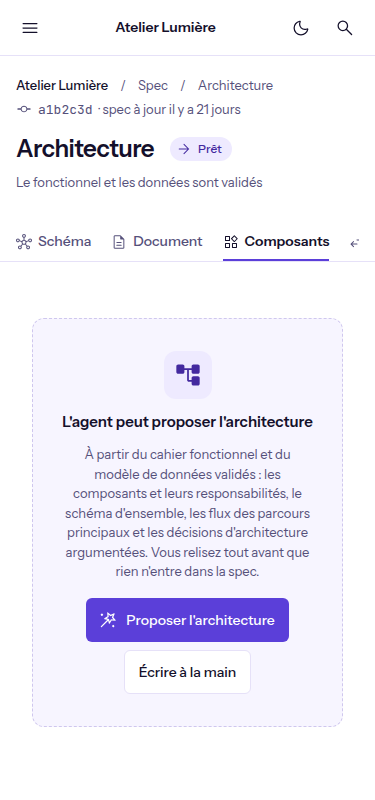 Atelier Lumière
Atelier Lumière / Spec / Architecture
a1b2c3d · spec à jour il y a 21 jours
Architecture
Prêt
Le fonctionnel et les données sont validés
Schéma Document Composants
L'agent peut proposer l'architecture
À partir du cahier fonctionnel et du
modèle de données validés : les
composants et leurs responsabilités, le
schéma d'ensemble, les flux des parcours
principaux et les décisions d'architecture
argumentées. Vous relisez tout avant que
rien n'entre dans la spec.
Proposer l'architecture
Écrire à la main